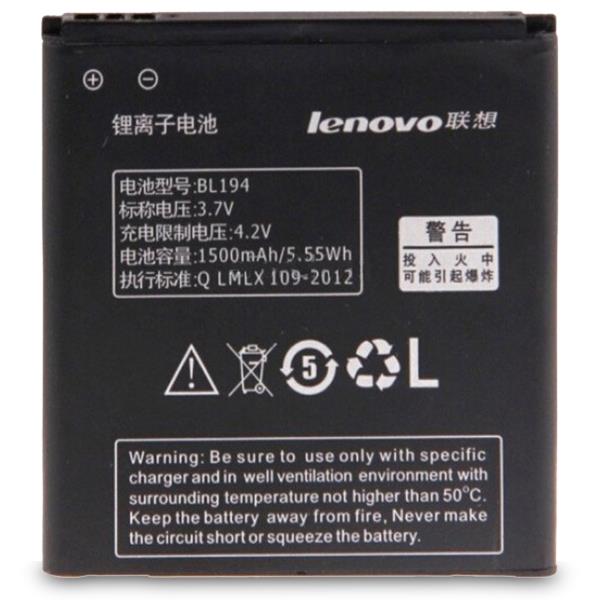 锂离子电池
lenovo联想
电池型号:BL194
标称电压:3.7V
充电限制电压:4.2V
电池容量:1500mAh/5.55Wh
执行标准:Q LMLX 109-2012
警告
投入火中
可能引起爆炸
5
L
Warning: Be sure to use only with specific
charger and in well ventilation environment with
surrounding temperature not higher than 50°C.
Keep the battery away from fire, Never make
the circuit short or squeeze the battery.